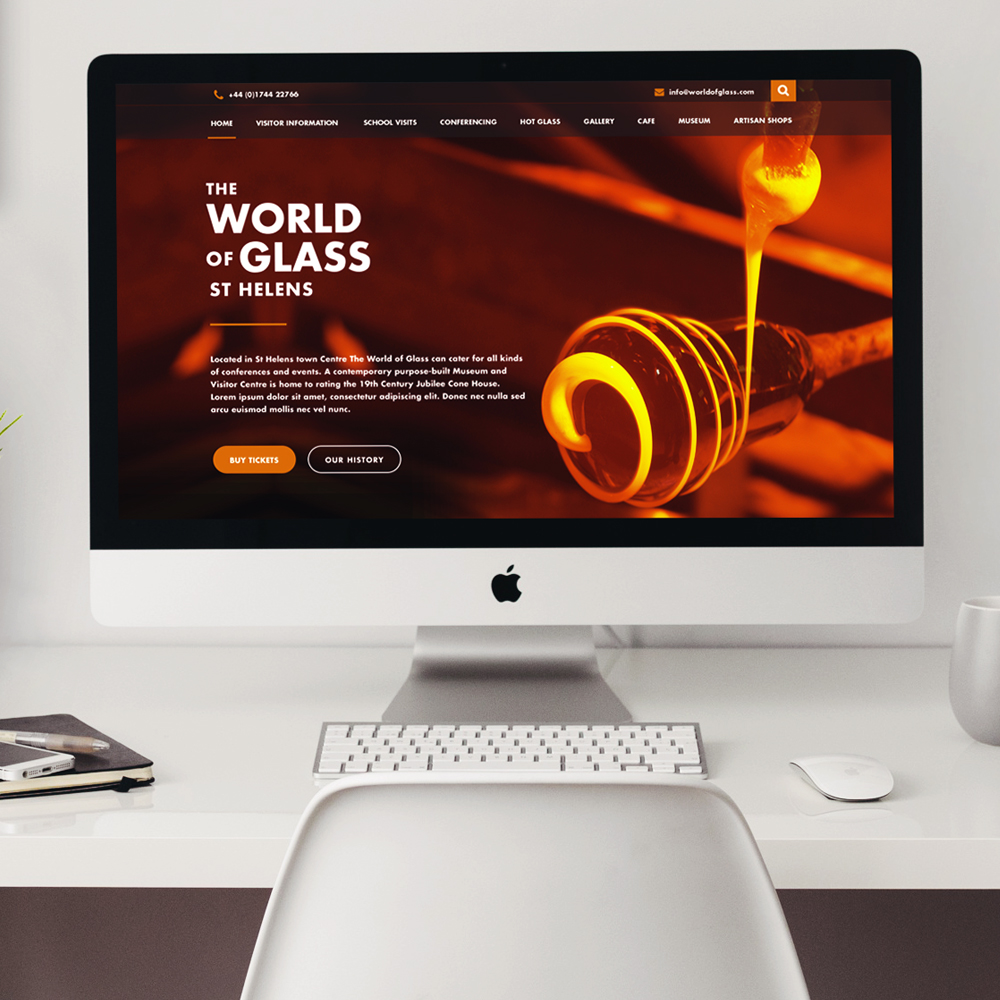 +44 (0)1744 22766
info@worldofglass.com
HOME VISITOR INFORMATION SCHOOL VISITS CONFERENCING HOT GLASS GALLERY CAFE MUSEUM ARTISAN SHOPS
THE
WORLD
OF GLASS
ST HELENS
Located in St Helens town Centre The World of Glass can cater for all kinds
of conferences and events. A contemporary purpose-built Museum and
Visitor Centre is home to rating the 19th Century Jubilee Cone House.
Lorem ipsum dolor sit amet, consectetur adipiscing elit. Donec nec nulla sed
arcu euismod mollis nec vel nunc.
BUY TICKETS
OUR HISTORY